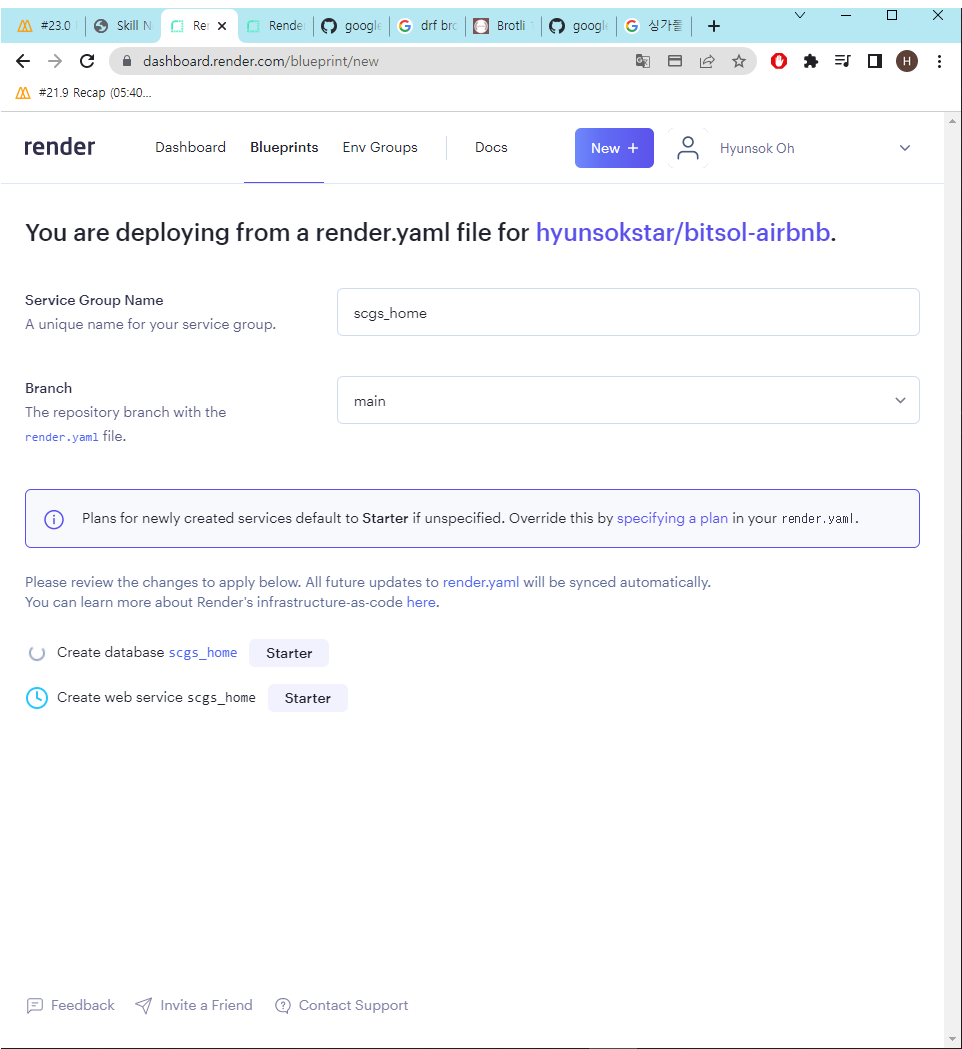 #23.0
Skill N
Re
Render
google
drf bro
Brotli
google
싱가폴
dashboard.render.com/blueprint/new
H
#21.9 Recap (05:40...
render
Dashboard
Blueprints
Env Groups
Docs
New +
Hyunsok Oh
You are deploying from a render.yaml file for hyunsokstar/bitsol-airbnb.
Service Group Name
A unique name for your service group.
scgs_home
Branch
The repository branch with the
render.yaml file.
main
Plans for newly created services default to Starter if unspecified. Override this by specifying a plan in your render.yaml.
Please review the changes to apply below. All future updates to render.yaml will be synced automatically.
You can learn more about Render's infrastructure-as-code here.
Create database scgs_home Starter
Create web service scgs_home Starter
Feedback
Invite a Friend
Contact Support